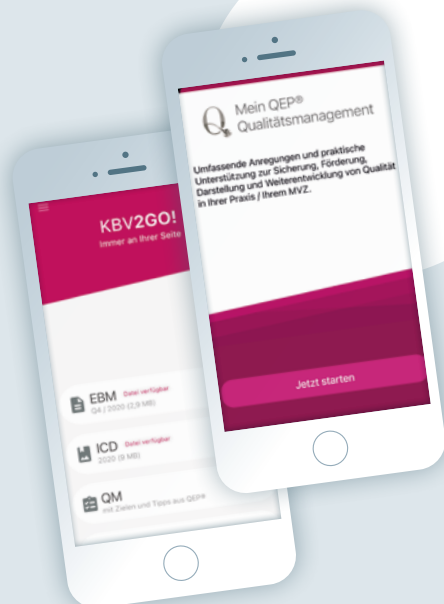 Mein QEP®
Qualitätsmanagement
Umfassende Anregungen und praktische
Unterstützung zur Sicherung, Förderung,
Darstellung und Weiterentwicklung von Qualität
in Ihrer Praxis / Ihrem MVZ.
Jetzt starten
KBV2GO!
Immer an Ihrer Seite
EBM Datei verfügbar
Q4 / 2020 (2,9 MB)
ICD Datei verfügbar
2020 (9 MB)
QM
mit Zielen und Tipps aus QEP®